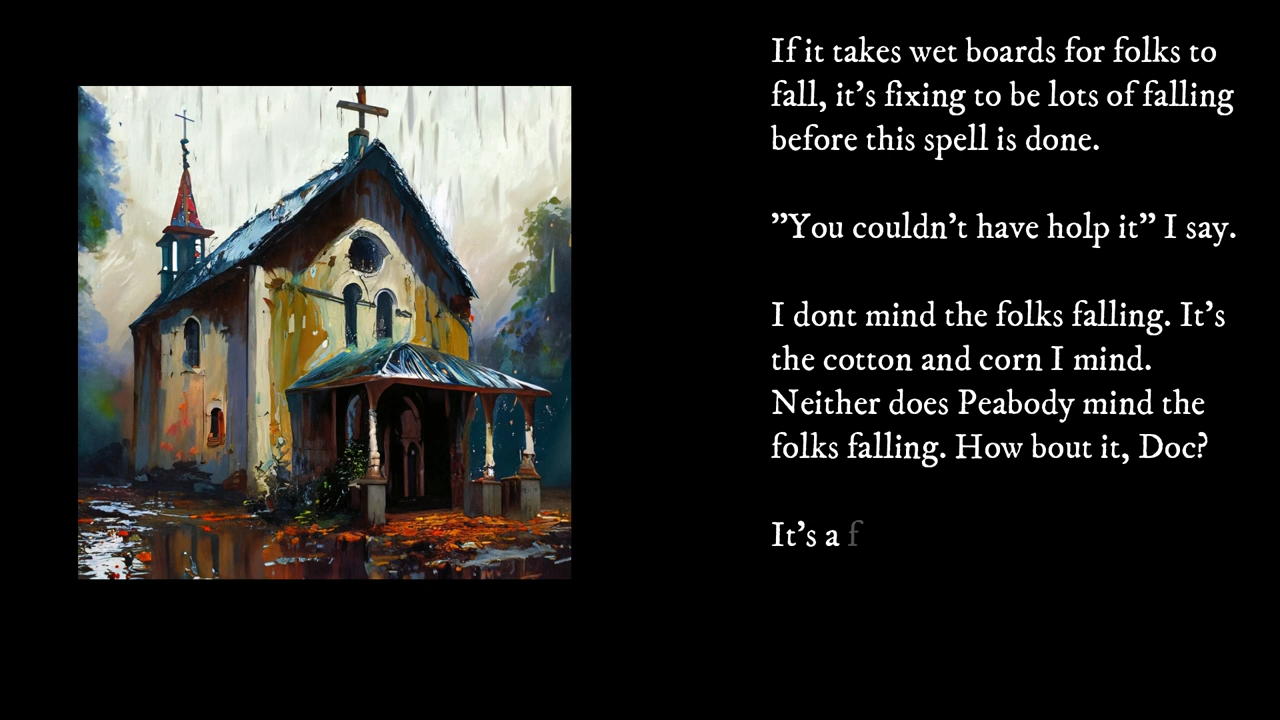 If it takes wet boards for folks to
fall, it’s fixing to be lots of falling
before this spell is done.
”You couldn’t have holp it” I say.
I dont mind the folks falling. It’s
the cotton and corn I mind.
Neither does Peabody mind the
folks falling. How bout it, Doc?
It’s a f